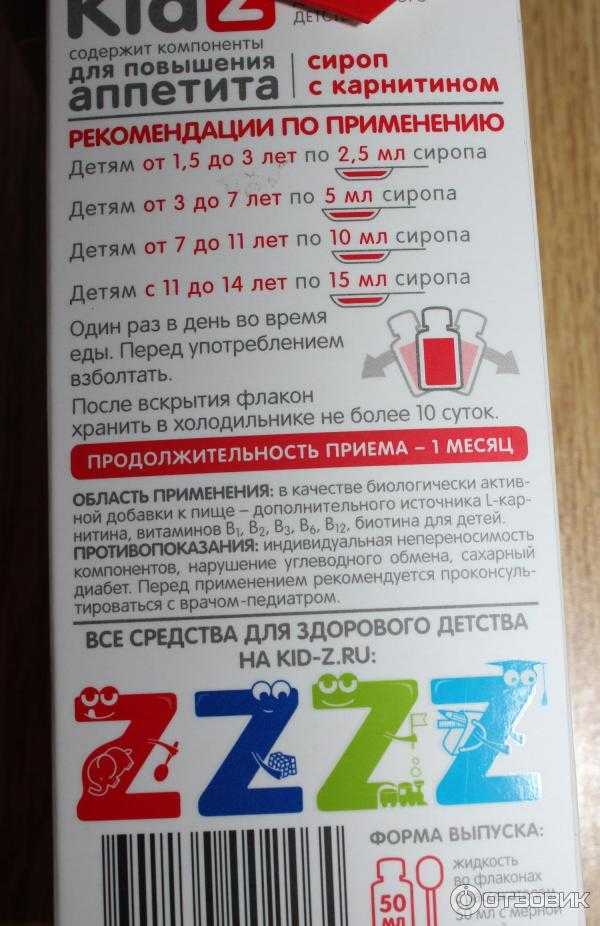 KidZ
ДЕТСТ
содержит компоненты
для повышения
аппетита
сироп
с карнитином
РЕКОМЕНДАЦИИ ПО ПРИМЕНЕНИЮ
Детям от 1,5 до 3 лет по 2,5 мл сиропа
Детям от 3 до 7 лет по 5 мл сиропа
Детям от 7 до 11 лет по 10 мл сиропа
Детям с 11 до 14 лет по 15 мл сиропа
Один раз в день во время
еды. Перед употреблением
взболтать.
После вскрытия флакон
хранить в холодильнике не более 10 суток.
ПРОДОЛЖИТЕЛЬНОСТЬ ПРИЕМА – 1 МЕСЯЦ
ОБЛАСТЬ ПРИМЕНЕНИЯ: в качестве биологически актив-
ной добавки к пище – дополнительного источника L-кар-
нитина, витаминов B₁, B₂, B₃, B₆, B₁₂, биотина для детей.
ПРОТИВОПОКАЗАНИЯ: индивидуальная непереносимость
компонентов, нарушение углеводного обмена, сахарный
диабет. Перед применением рекомендуется проконсуль-
тироваться с врачом-педиатром.
ВСЕ СРЕДСТВА ДЛЯ ЗДОРОВОГО ДЕТСТВА
НА KID-Z.RU:
Z Z Z Z
ФОРМА ВЫПУСКА:
жидкость
во флаконах
50 мл с мерной
50
МЛ
ОТЗОВИК